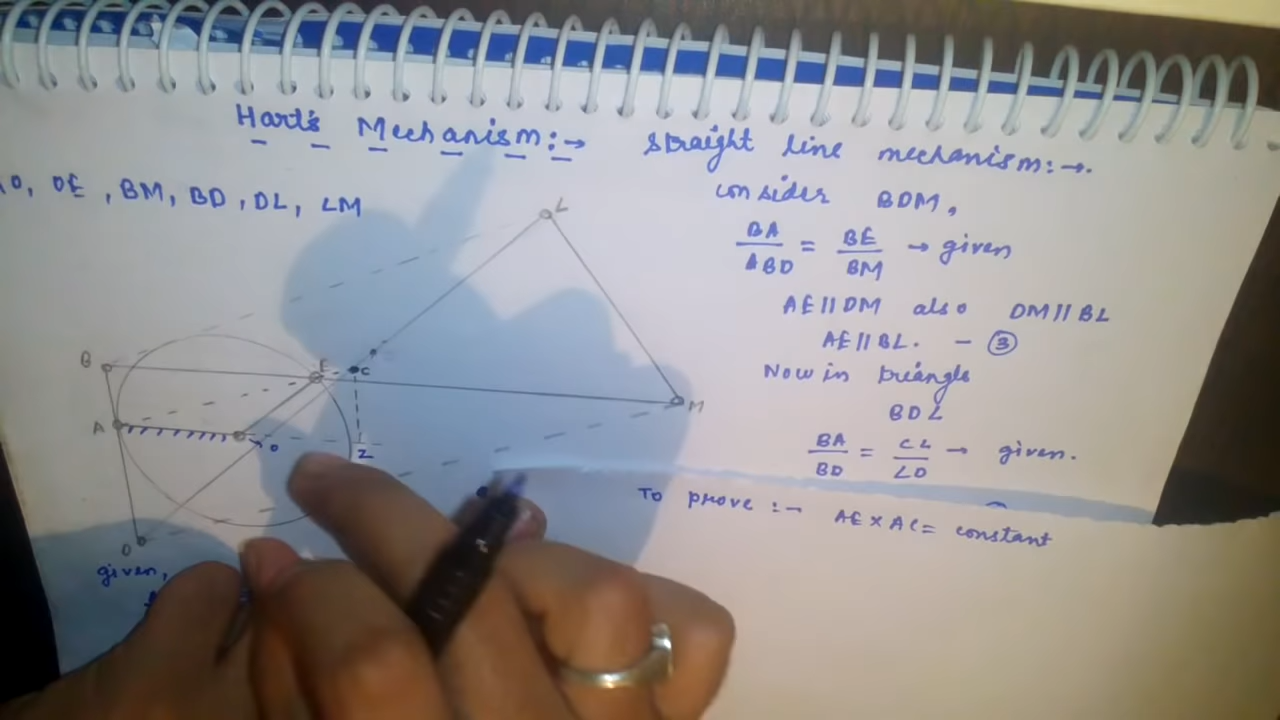 Hart's Mechanism:→ straight line mechanism:→.
O, OE, BM, BD, DL, LM
consider BDM,
BA/ABD = BE/BM → given
AE||DM also DM||BL
AE||BL. — ③
Now in triangle
BDL
BA/BD = CL/LD → given.
To prove :→ AE×AC = constant
L
B
E
C
M
A
O
Z
D
given,